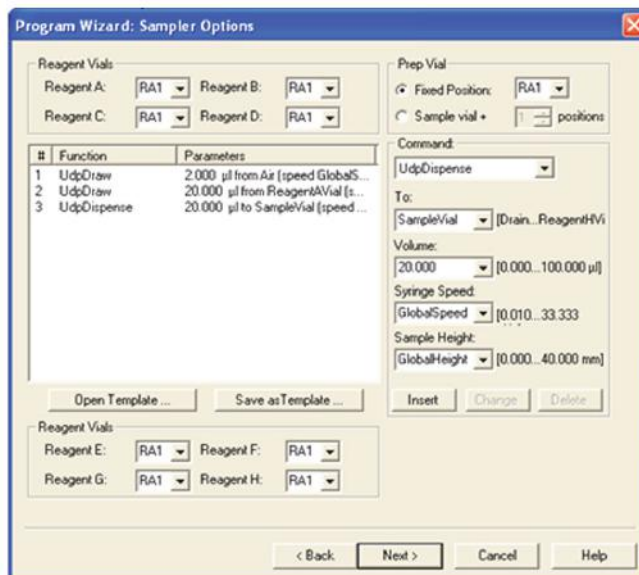 Program Wizard: Sampler Options
Reagent Vials
Reagent A: RA1 Reagent B: RA1
Reagent C: RA1 Reagent D: RA1
# Function Parameters
1 UdpDraw 2.000 µl from Air (speed GlobalS...
2 UdpDraw 20.000 µl from ReagentAVial (s...
3 UdpDispense 20.000 µl to SampleVial (speed ...
Open Template ... Save as Template ...
Reagent Vials
Reagent E: RA1 Reagent F: RA1
Reagent G: RA1 Reagent H: RA1
Prep Vial
Fixed Position: RA1
Sample vial + 1 positions
Command:
UdpDispense
To:
SampleVial [Drain...ReagentHVi
Volume:
20.000 [0.000...100.000 µl]
Syringe Speed:
GlobalSpeed [0.010...33.333
Sample Height:
GlobalHeight [0.000...40.000 mm]
Insert Change Delete
< Back Next > Cancel Help